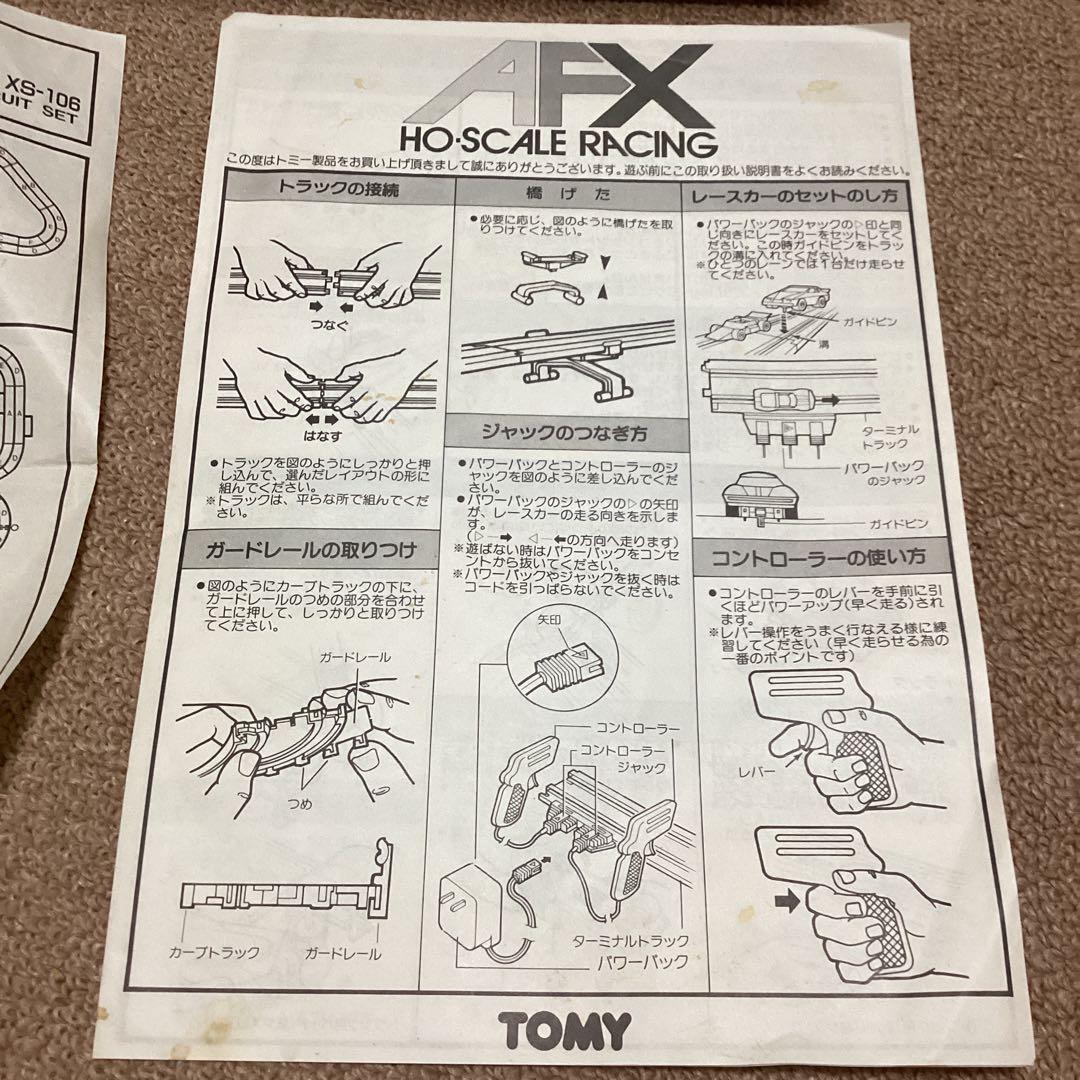 XS-106
UIT SET
AFX
HO・SCALE RACING
この度はトミー製品をお買い上げ頂きまして誠にありがとうございます。遊ぶ前にこの取り扱い説明書をよくお読みください。
トラックの接続
つなぐ
はなす
●トラックを図のようにしっかりと押
し込んで、選んだレイアウトの形に
組んでください。
※トラックは、平らな所で組んでくだ
さい。
ガードレールの取りつけ
●図のようにカーブトラックの下に、
ガードレールのつめの部分を合わせ
て上に押して、しっかりと取りつけ
てください。
ガードレール
つめ
カーブトラック
ガードレール
橋げた
●必要に応じ、図のように橋げたを取
りつけてください。
ジャックのつなぎ方
●パワーパックとコントローラーのジ
ャックを図のように差し込んでくだ
さい。
●パワーパックのジャックの▷の矢印
が、レースカーの走る向きを示しま
す。
(▷─➡ ◁─⬅の方向へ走ります)
※遊ばない時はパワーパックをコンセ
ントから抜いてください。
※パワーパックやジャックを抜く時は
コードを引っぱらないでください。
矢印
コントローラー
コントローラー
ジャック
ターミナルトラック
パワーパック
レースカーのセットのし方
●パワーパックのジャックの▷印と同
じ向きにレースカーをセットしてく
ださい。この時ガイドピンをトラッ
クの溝に入れてください。
※ひとつのレーンでは1台だけ走らせ
てください。
ガイドピン
溝
ターミナル
トラック
パワーパック
のジャック
ガイドピン
コントローラーの使い方
●コントローラーのレバーを手前に引
くほどパワーアップ(早く走る)され
ます。
※レバー操作をうまく行なえる様に練
習してください(早く走らせる為の
一番のポイントです)
レバー
TOMY